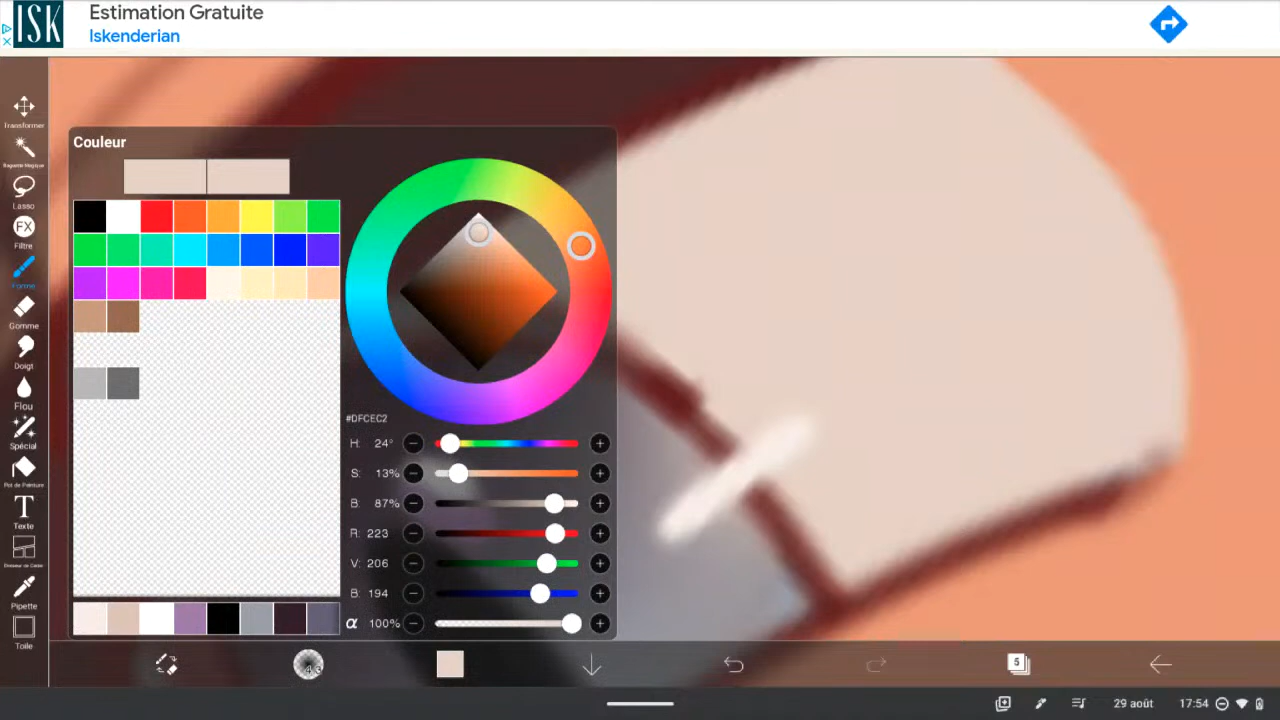 ISK
Estimation Gratuite
Iskenderian
Transformer
Baguette Magique
Lasso
FX
Filtre
Forme
Gomme
Doigt
Flou
Spécial
Pot de Peinture
T
Texte
Pipette
Toile
Couleur
#DFCEC2
H: 24°
S: 13%
B: 87%
R: 223
V: 206
B: 194
α 100%
5
29 août
17:54